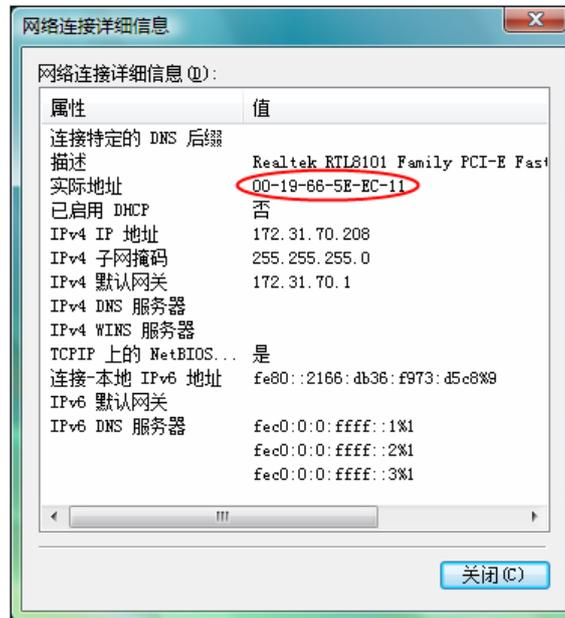 网络连接详细信息
网络连接详细信息(D):
属性 值
连接特定的 DNS 后缀
描述 Realtek RTL8101 Family PCI-E Fast
实际地址 00-19-66-5E-EC-11
已启用 DHCP 否
IPv4 IP 地址 172.31.70.208
IPv4 子网掩码 255.255.255.0
IPv4 默认网关 172.31.70.1
IPv4 DNS 服务器
IPv4 WINS 服务器
TCPIP 上的 NetBIOS... 是
连接-本地 IPv6 地址 fe80::2166:db36:f973:d5c8%9
IPv6 默认网关
IPv6 DNS 服务器 fec0:0:0:ffff::1%1
fec0:0:0:ffff::2%1
fec0:0:0:ffff::3%1
关闭(C)